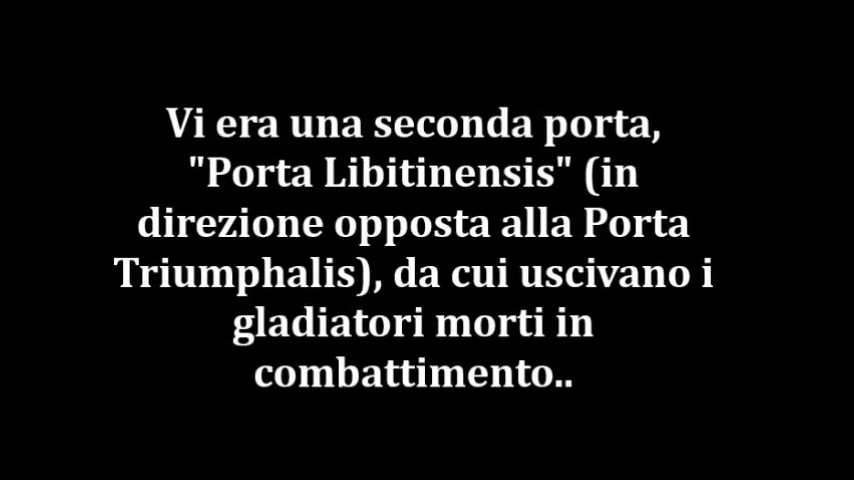 Vi era una seconda porta,
"Porta Libitinensis" (in
direzione opposta alla Porta
Triumphalis), da cui uscivano i
gladiatori morti in
combattimento..